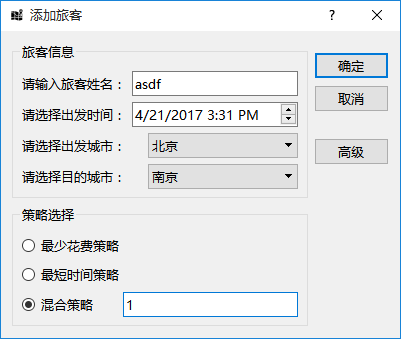 添加旅客
旅客信息
请输入旅客姓名： asdf
确定
请选择出发时间： 4/21/2017 3:31 PM
取消
请选择出发城市： 北京
高级
请选择目的城市： 南京
策略选择
最少花费策略
最短时间策略
混合策略 1